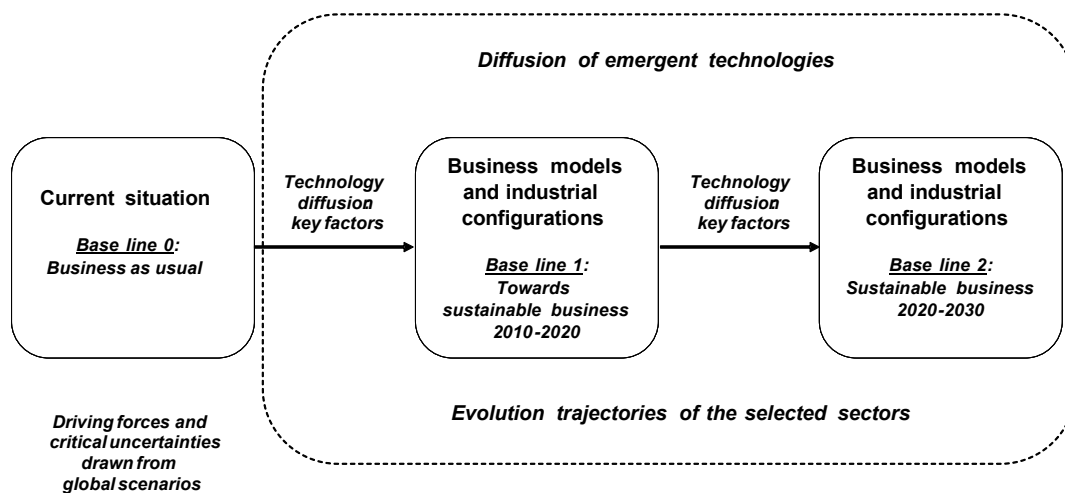 Diffusion of emergent technologies
Current situation
Base line 0:
Business as usual
Technology
diffusion:
key factors
Business models
and industrial
configurations
Base line 1:
Towards
sustainable business
2010-2020
Technology
diffusion:
key factors
Business models
and industrial
configurations
Base line 2:
Sustainable business
2020-2030
Evolution trajectories of the selected sectors
Driving forces and
critical uncertainties
drawn from
global scenarios